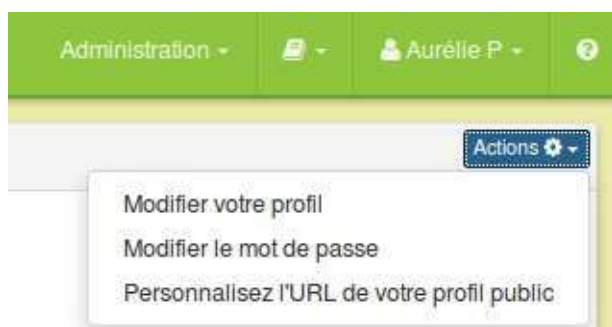 Administration
Aurélie P
Actions
Modifier votre profil
Modifier le mot de passe
Personnalisez l'URL de votre profil public